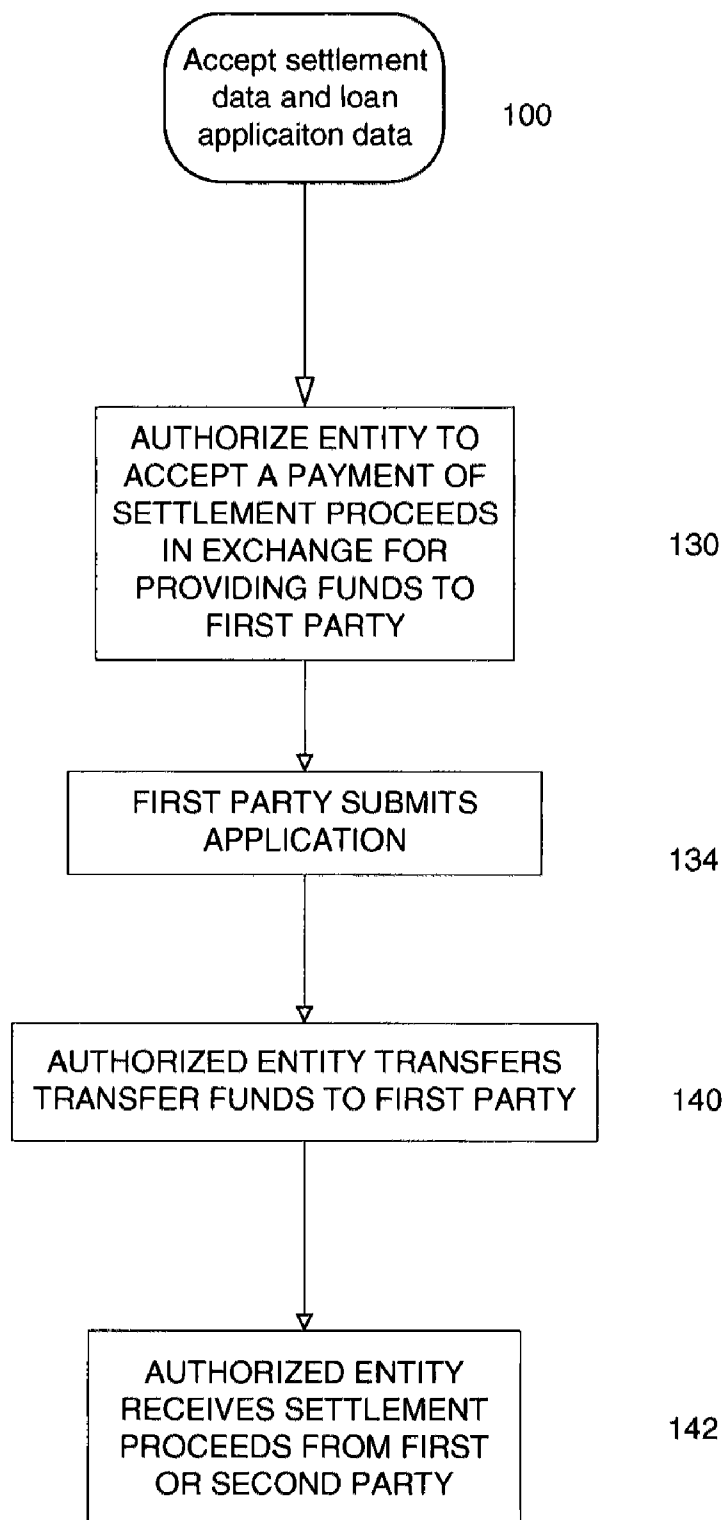 Accept settlement
data and loan
applicaiton data
100
AUTHORIZE ENTITY TO
ACCEPT A PAYMENT OF
SETTLEMENT PROCEEDS
IN EXCHANGE FOR
PROVIDING FUNDS TO
FIRST PARTY
130
FIRST PARTY SUBMITS
APPLICATION
134
AUTHORIZED ENTITY TRANSFERS
TRANSFER FUNDS TO FIRST PARTY
140
AUTHORIZED ENTITY
RECEIVES SETTLEMENT
PROCEEDS FROM FIRST
OR SECOND PARTY
142